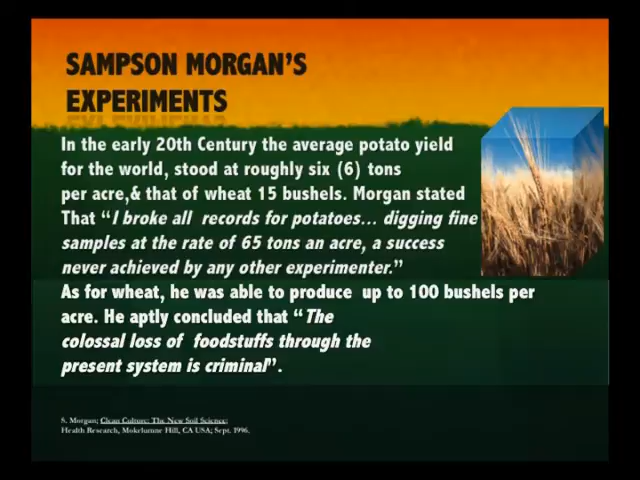 SAMPSON MORGAN'S
EXPERIMENTS
In the early 20th Century the average potato yield
for the world, stood at roughly six (6) tons
per acre,& that of wheat 15 bushels. Morgan stated
That “I broke all records for potatoes... digging fine
samples at the rate of 65 tons an acre, a success
never achieved by any other experimenter.”
As for wheat, he was able to produce up to 100 bushels per
acre. He aptly concluded that “The
colossal loss of foodstuffs through the
present system is criminal”.
S. Morgan; Clean Culture: The New Soil Science;
Health Research, Mokelumne Hill, CA USA; Sept. 1996.